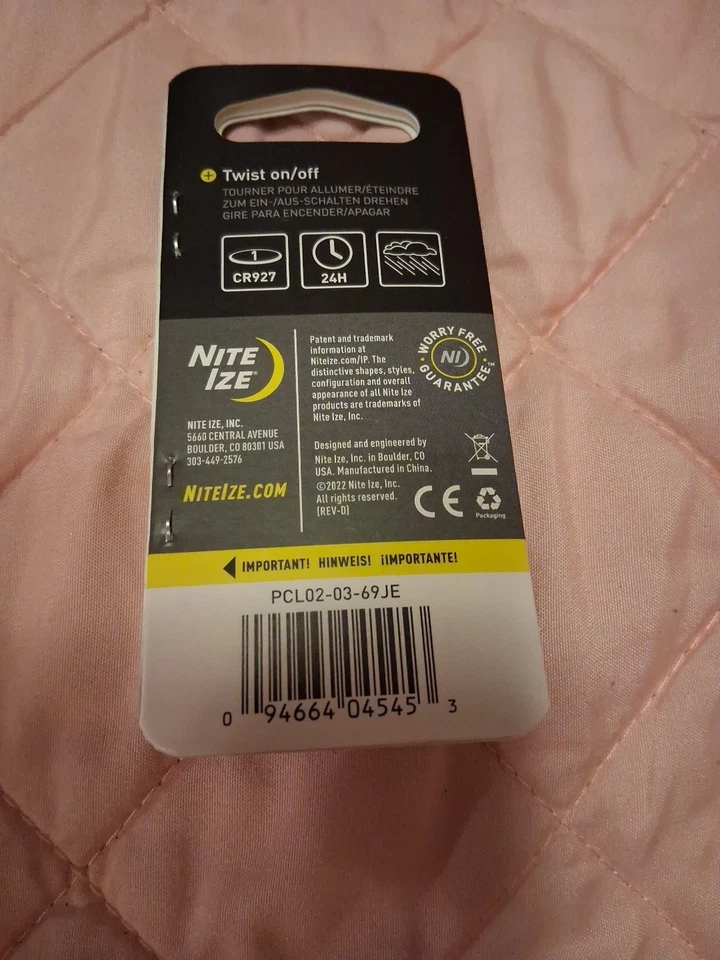 + Twist on/off
TOURNER POUR ALLUMER/ÉTEINDRE
ZUM EIN-/AUS-SCHALTEN DREHEN
GIRE PARA ENCENDER/APAGAR
1
CR927
24H
NITE
IZE®
NITE IZE, INC.
5660 CENTRAL AVENUE
BOULDER, CO 80301 USA
303-449-2576
NITEIZE.COM
Patent and trademark
information at
Niteize.com/IP. The
distinctive shapes, styles,
configuration and overall
appearance of all Nite Ize
products are trademarks of
Nite Ize, Inc.
Designed and engineered by
Nite Ize, Inc. in Boulder, CO
USA. Manufactured in China.
©2022 Nite Ize, Inc.
All rights reserved.
(REV-D)
WORRY FREE
NI
GUARANTEE™
CE
Packaging
IMPORTANT! HINWEIS! ¡IMPORTANTE!
PCL02-03-69JE
0 94664 04545 3